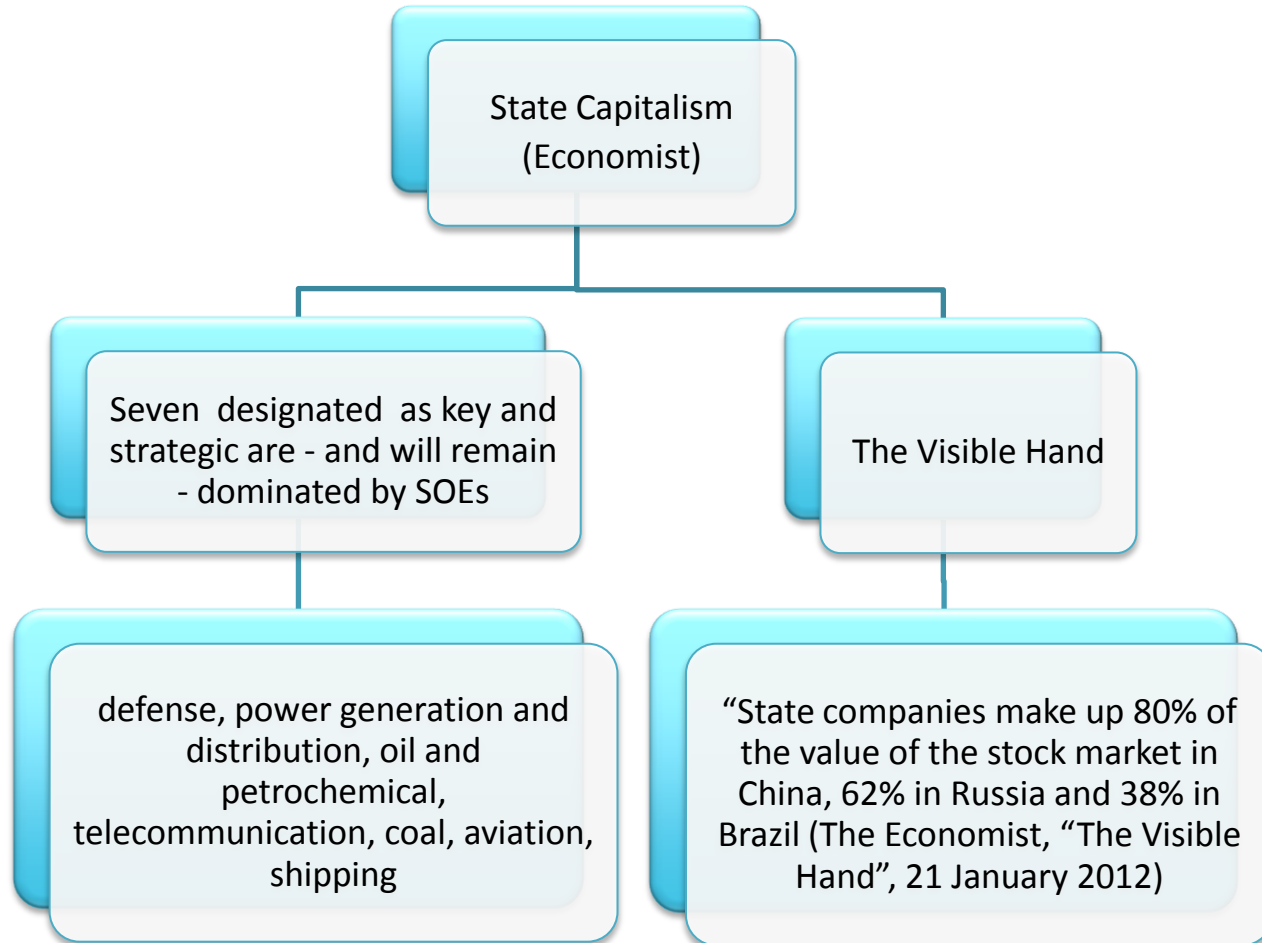 State Capitalism
(Economist)
Seven designated as key and
strategic are - and will remain
- dominated by SOEs
The Visible Hand
defense, power generation and
distribution, oil and
petrochemical,
telecommunication, coal, aviation,
shipping
“State companies make up 80% of
the value of the stock market in
China, 62% in Russia and 38% in
Brazil (The Economist, “The Visible
Hand”, 21 January 2012)